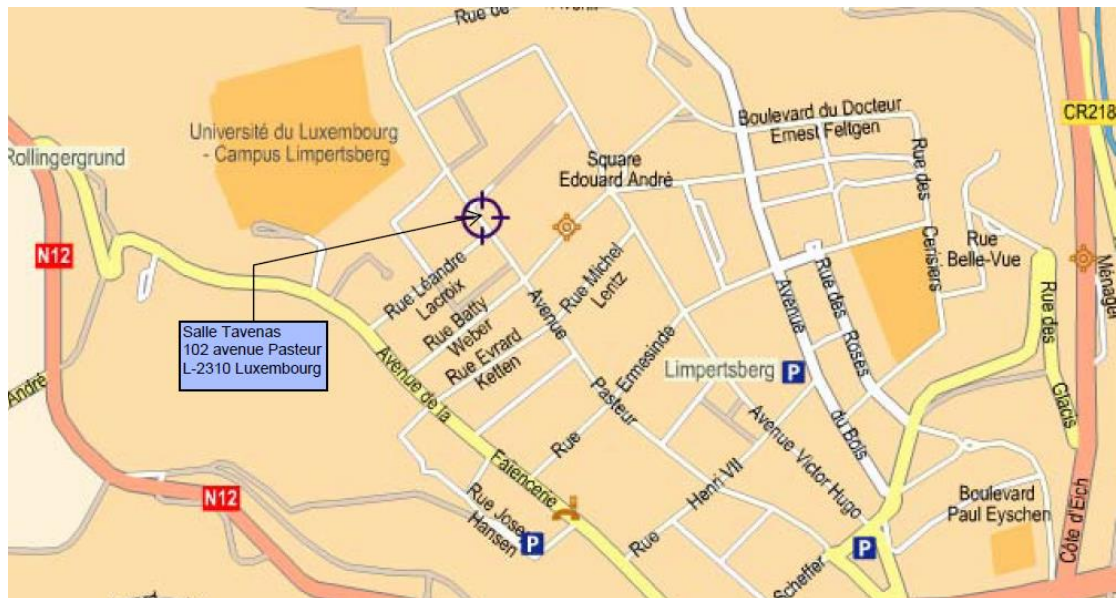 Rue de
Université du Luxembourg
- Campus Limpertsberg
Rollingergrund
Boulevard du Docteur
Ernest Feltgen
CR218
Square
Edouard André
Rue des
Cerisiers
Rue
Belle-Vue
N12
Rue Léandre
Lacroix
Rue Batty
Weber
Rue Evrard
Ketten
Rue Michel
Lentz
Avenue
Pasteur
Salle Tavenas
102 avenue Pasteur
L-2310 Luxembourg
Avenue de la
Faïencerie
André
Rue
Ermesinde
Limpertsberg
P
Avenue
du Bois
Rue des
Roses
Rue des
Glacis
Avenue Victor Hugo
Rue
Henri VII
N12
Rue Josep
Hansen
P
P
Scheffer
Boulevard
Paul Eyschen
Côte d'Eich